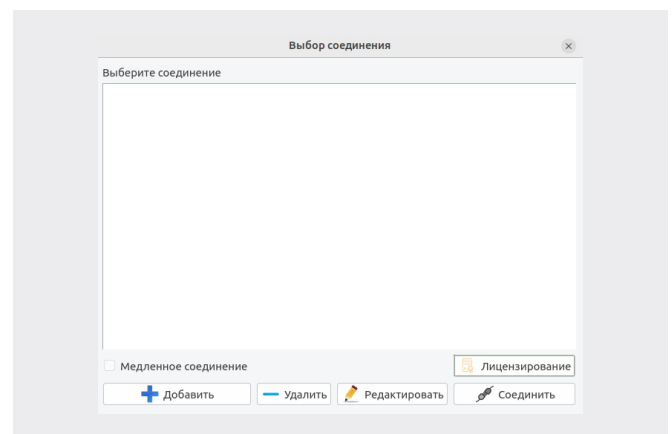 Выбор соединения
Выберите соединение
Медленное соединение
Лицензирование
Добавить
Удалить
Редактировать
Соединить